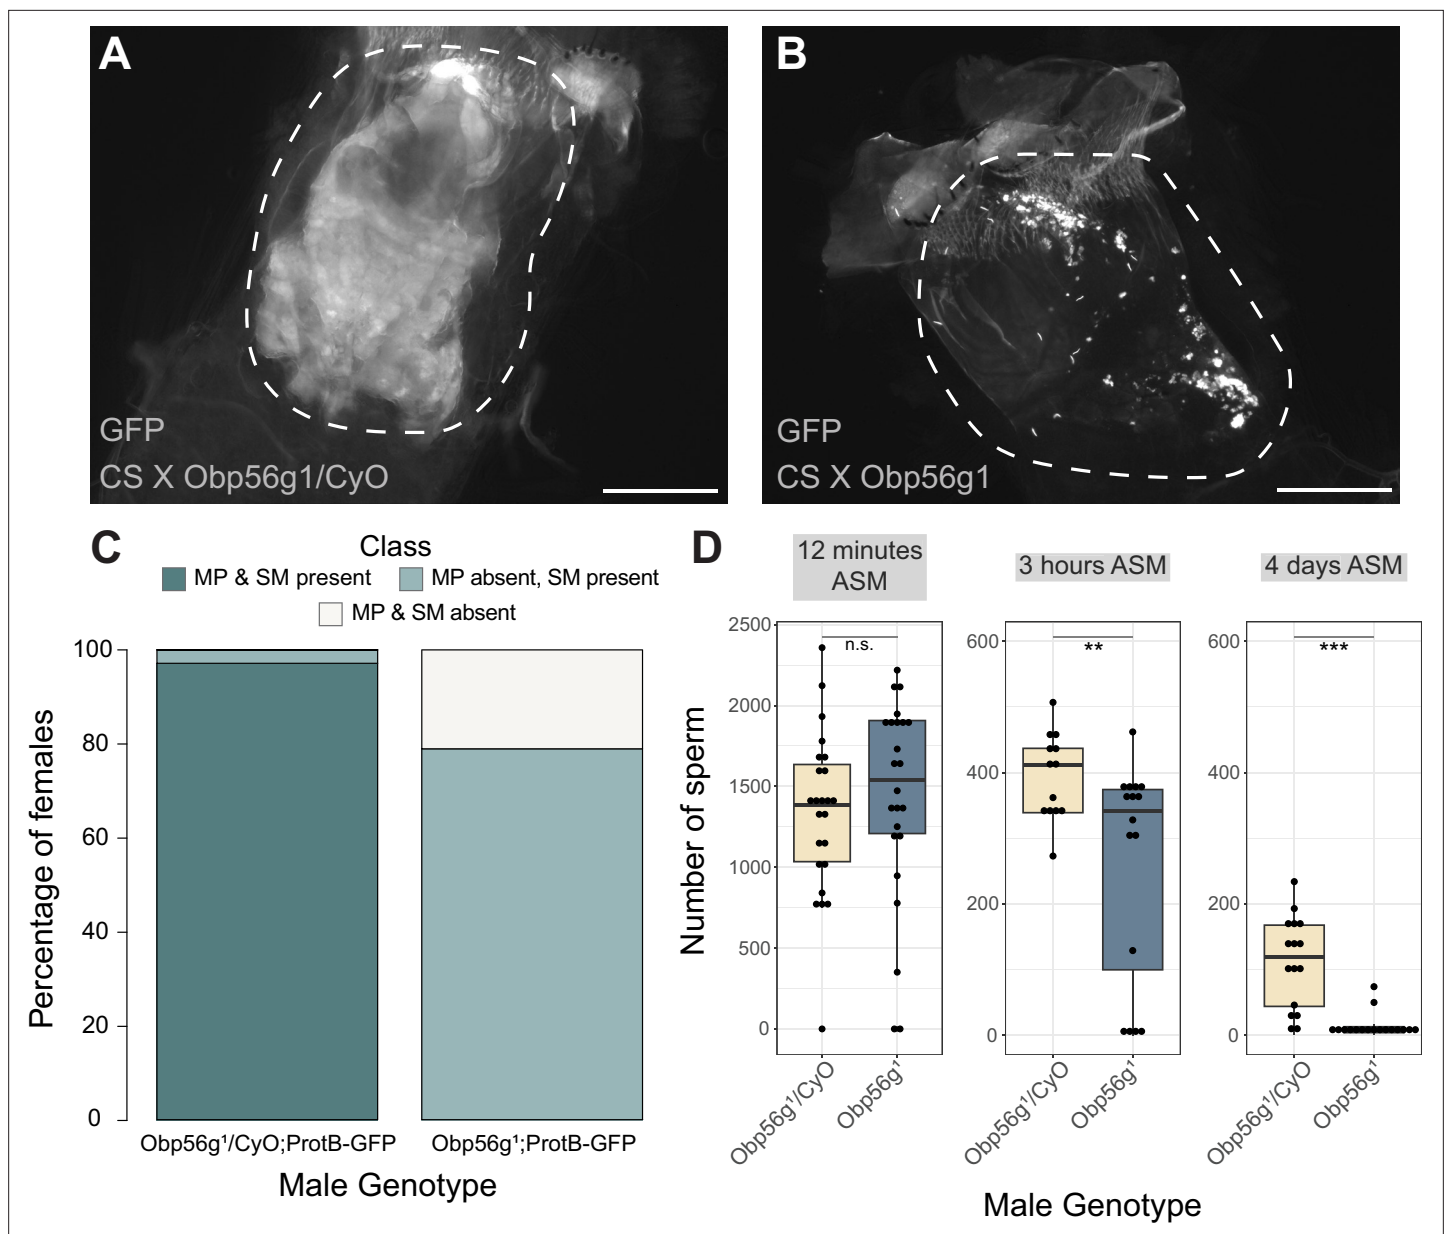 A
GFP
CS X Obp56g1/CyO
B
GFP
CS X Obp56g1
C
Class
MP & SM present
MP absent, SM present
MP & SM absent
Percentage of females
100
80
60
40
20
0
Obp56g¹/CyO;ProtB-GFP
Obp56g¹;ProtB-GFP
Male Genotype
D
12 minutes
ASM
3 hours ASM
4 days ASM
Number of sperm
2500
2000
1500
1000
500
0
n.s.
600
400
200
0
**
600
400
200
0
***
Obp56g¹/CyO
Obp56g¹
Obp56g¹/CyO
Obp56g¹
Obp56g¹/CyO
Obp56g¹
Male Genotype